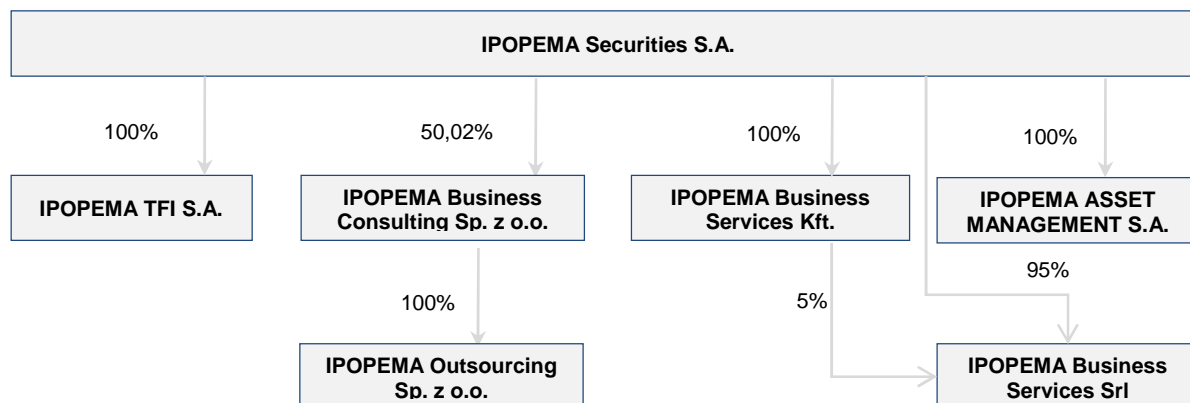 IPOPEMA Securities S.A.
100%
50,02%
100%
100%
IPOPEMA TFI S.A.
IPOPEMA Business
Consulting Sp. z o.o.
IPOPEMA Business
Services Kft.
IPOPEMA ASSET
MANAGEMENT S.A.
100%
5%
95%
IPOPEMA Outsourcing
Sp. z o.o.
IPOPEMA Business
Services Srl